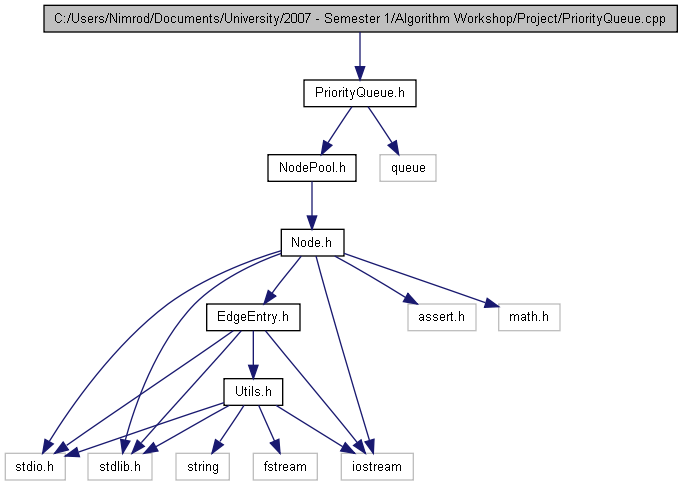 C:/Users/Nimrod/Documents/University/2007 - Semester 1/Algorithm Workshop/Project/PriorityQueue.cpp
PriorityQueue.h
NodePool.h
queue
Node.h
EdgeEntry.h
assert.h
math.h
Utils.h
stdio.h
stdlib.h
string
fstream
iostream